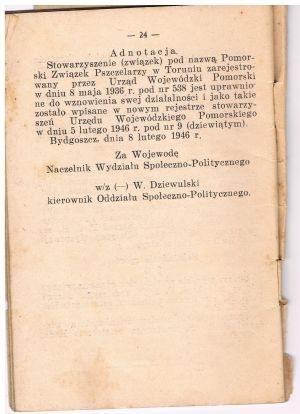 — 24 —
Adnotacja.
Stowarzyszenie (związek) pod nazwą Pomor-
ski Związek Pszczelarzy w Toruniu zarejestro-
wany przez Urząd Wojewódzki Pomorski
w dniu 8 maja 1936 r. pod nr 538 jest uprawnio-
ne do wznowienia swej działalności i jako takie
zostało wpisane w nowym rejestrze stowarzy-
szeń Urzędu Wojewódzkiego Pomorskiego
w dniu 5 lutego 1946 r. pod nr 9 (dziewiątym).
Bydgoszcz, dnia 8 lutego 1946 r.
Za Wojewodę
Naczelnik Wydziału Społeczno-Politycznego
w/z (—) W. Dziewulski
kierownik Oddziału Społeczno-Politycznego.